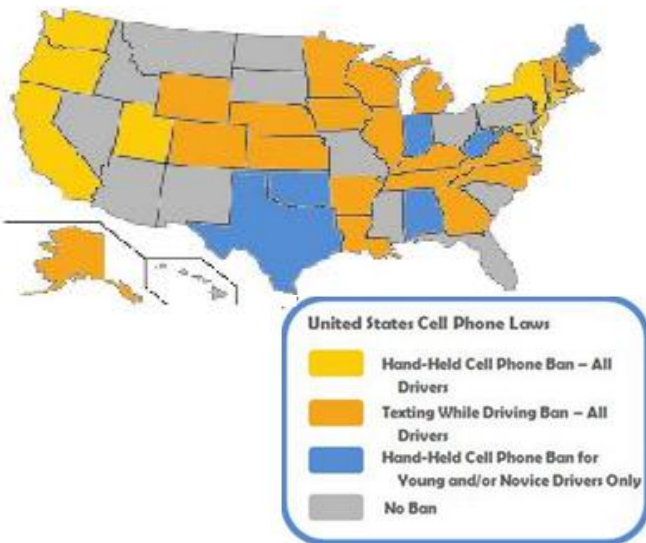 United States Cell Phone Laws
Hand-Held Cell Phone Ban – All
Drivers
Texting While Driving Ban – All
Drivers
Hand-Held Cell Phone Ban for
Young and/or Novice Drivers Only
No Ban